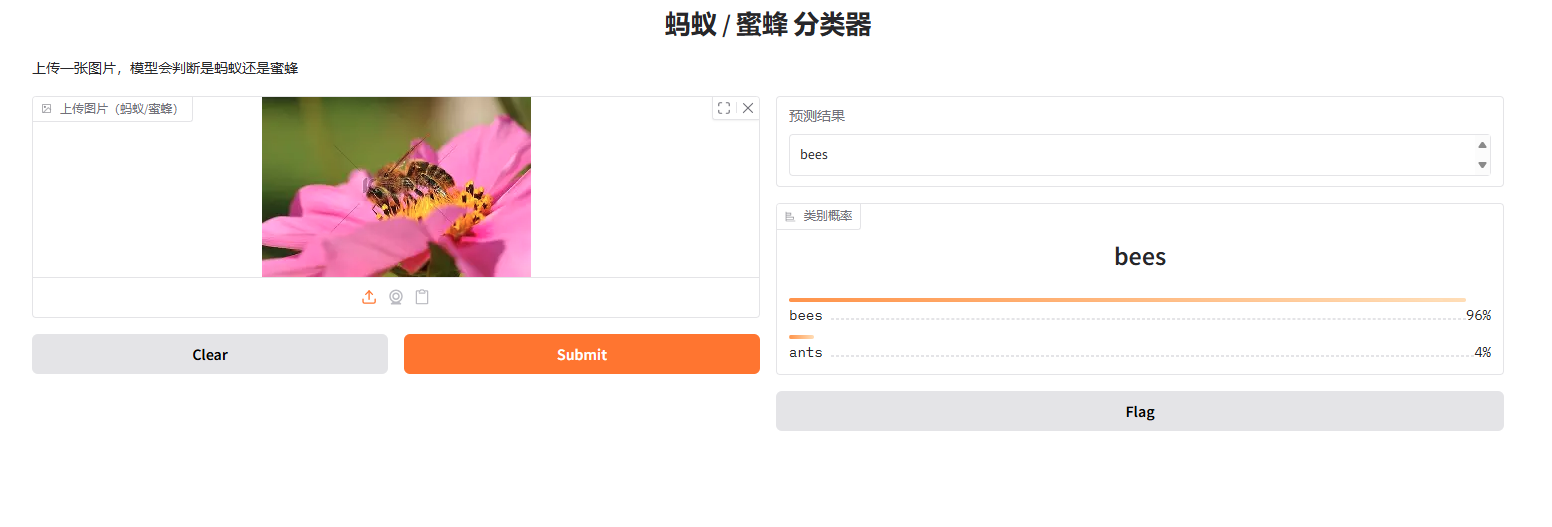 蚂蚁 / 蜜蜂 分类器
上传一张图片，模型会判断是蚂蚁还是蜜蜂
上传图片（蚂蚁/蜜蜂）
Clear
Submit
预测结果
bees
类别概率
bees
bees 96%
ants 4%
Flag